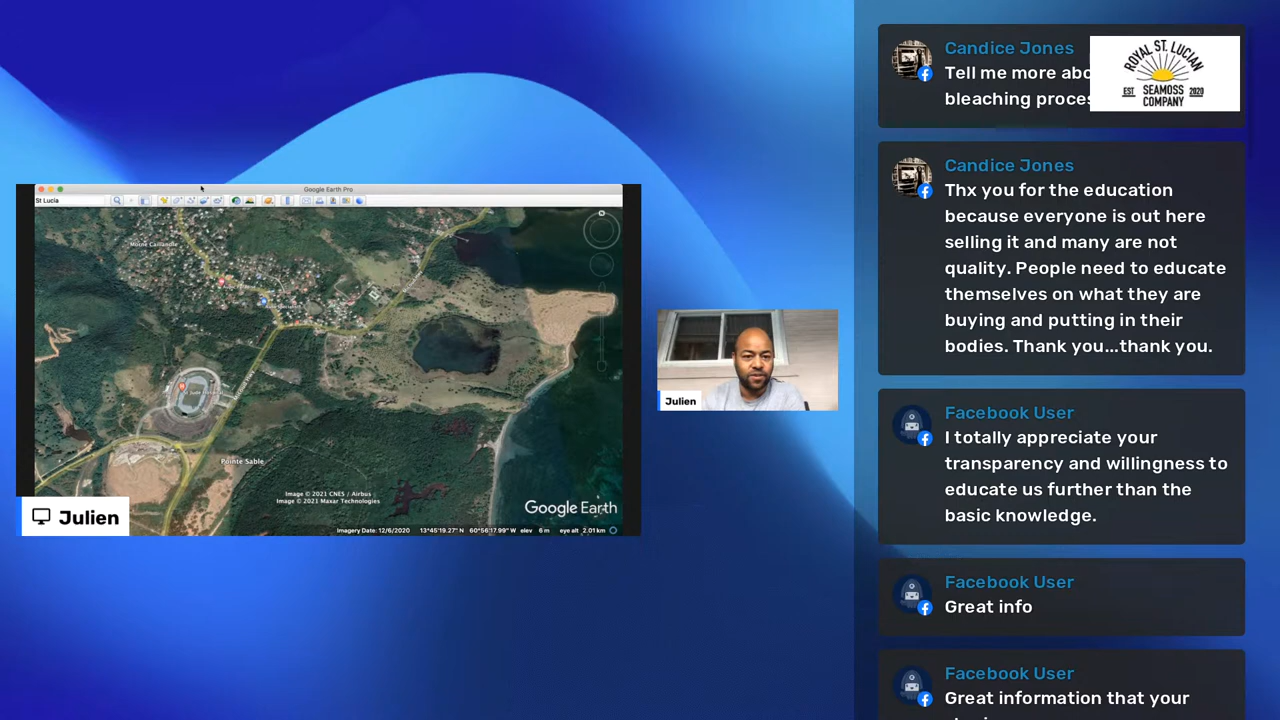 Google Earth Pro
St Lucia
Pointe Sable
Image © 2021 CNES / Airbus
Image © 2021 Maxar Technologies
Google Earth
Imagery Date: 12/6/2020 13°45'19.27" N 60°56'17.99" W elev 6 m eye alt 2.01 km
Julien
Julien
Candice Jones
Tell me more
bleaching
ROYAL ST. LUCIAN
EST SEAMOSS 2020
COMPANY
Candice Jones
Thx you for the education
because everyone is out here
selling it and many are not
quality. People need to educate
themselves on what they are
buying and putting in their
bodies. Thank you...thank you.
Facebook User
I totally appreciate your
transparency and willingness to
educate us further than the
basic knowledge.
Facebook User
Great info
Facebook User
Great information that your